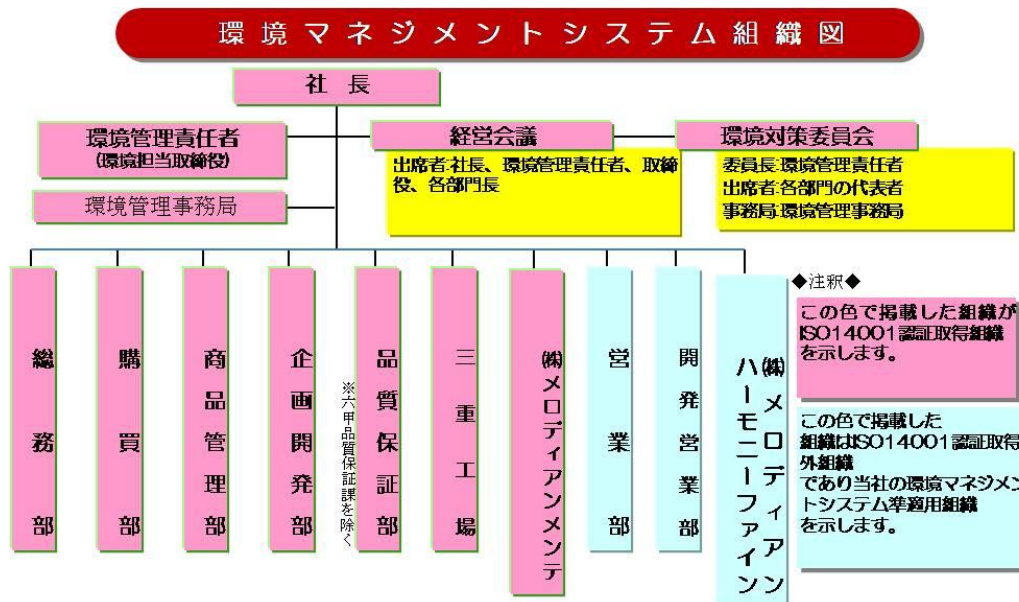 環境マネジメントシステム組織図
社長
環境管理責任者
(環境担当取締役)
経営会議
出席者:社長、環境管理責任者、取締
役、各部門長
環境対策委員会
委員長:環境管理責任者
出席者:各部門の代表者
事務局:環境管理事務局
環境管理事務局
総務部
購買部
商品管理部
企画開発部
品質保証部
※六甲品質保証課を除く
三重工場
㈱メロディアンメンテ
営業部
開発営業部
㈱メロディアン
ハーモニーファイン
◆注釈◆
この色で掲載した組織が
ISO14001認証取得組織
を示します。
この色で掲載した
組織はISO14001認証取得
外組織
であり当社の環境マネジメン
トシステム準適用組織
を示します。